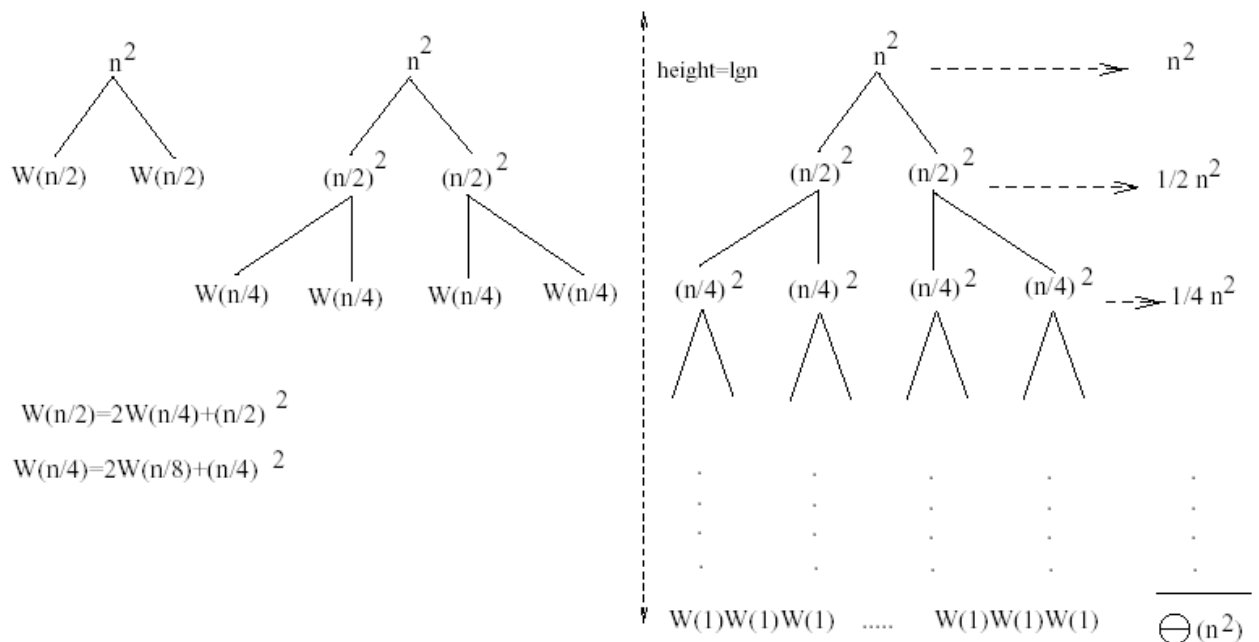 n²
W(n/2) W(n/2)
n²
(n/2)² (n/2)²
W(n/4) W(n/4) W(n/4) W(n/4)
W(n/2)=2W(n/4)+(n/2)²
W(n/4)=2W(n/8)+(n/4)²
height=lgn
n² n²
(n/2)² (n/2)² 1/2 n²
(n/4)² (n/4)² (n/4)² (n/4)² 1/4 n²
W(1)W(1)W(1) ..... W(1)W(1)W(1) Θ(n²)